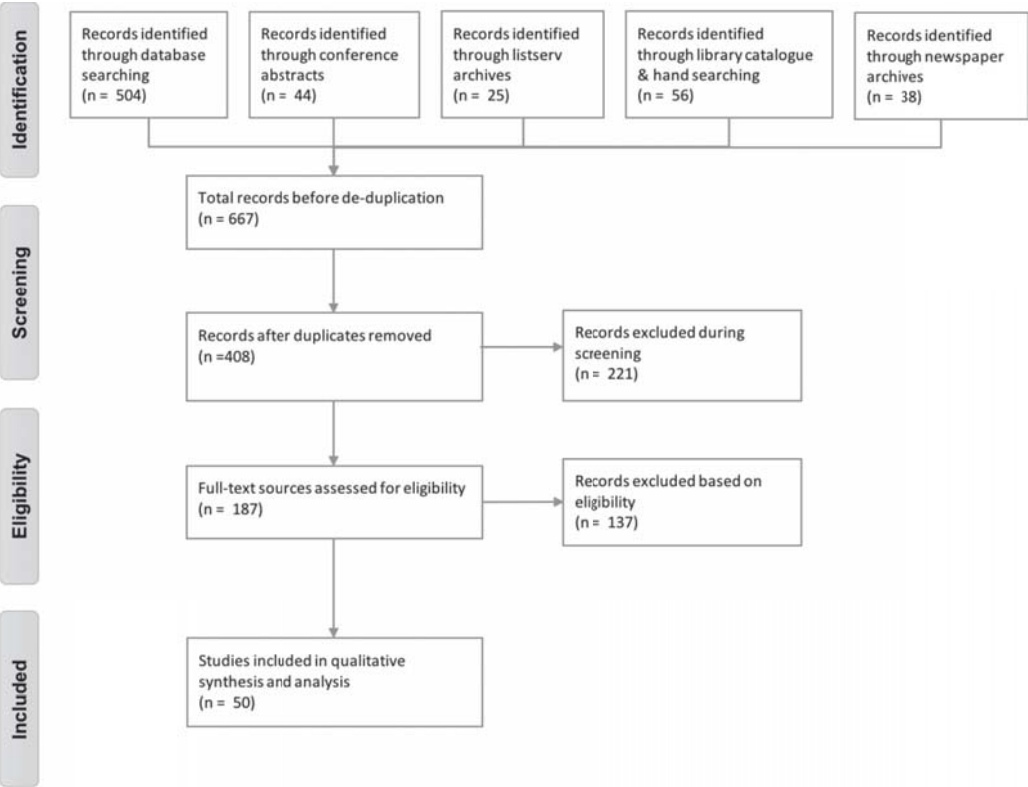 Identification
Records identified
through database
searching
(n = 504)
Records identified
through conference
abstracts
(n = 44)
Records identified
through listserv
archives
(n = 25)
Records identified
through library catalogue
& hand searching
(n = 56)
Records identified
through newspaper
archives
(n = 38)
Total records before de-duplication
(n = 667)
Screening
Records after duplicates removed
(n =408)
Records excluded during
screening
(n = 221)
Eligibility
Full-text sources assessed for eligibility
(n = 187)
Records excluded based on
eligibility
(n = 137)
Included
Studies included in qualitative
synthesis and analysis
(n = 50)